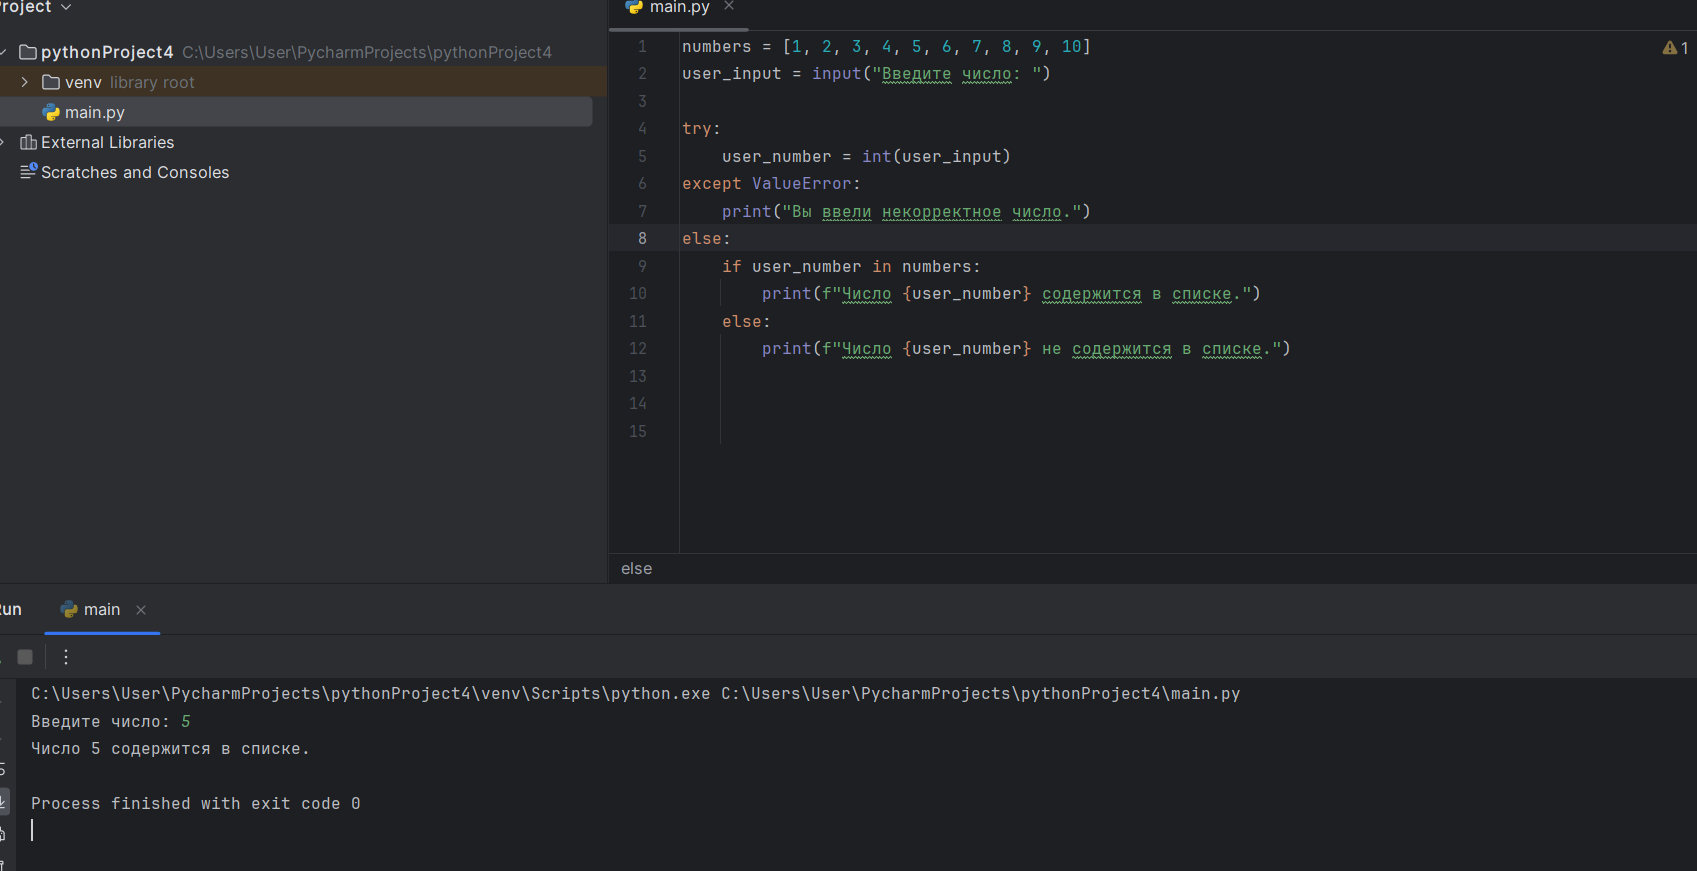 Project
pythonProject4 C:\Users\User\PycharmProjects\pythonProject4
venv library root
main.py
External Libraries
Scratches and Consoles
main.py
1 numbers = [1, 2, 3, 4, 5, 6, 7, 8, 9, 10]
2 user_input = input("Введите число: ")
3
4 try:
5 user_number = int(user_input)
6 except ValueError:
7 print("Вы ввели некорректное число.")
8 else:
9 if user_number in numbers:
10 print(f"Число {user_number} содержится в списке.")
11 else:
12 print(f"Число {user_number} не содержится в списке.")
13
14
15
1
else
Run main
C:\Users\User\PycharmProjects\pythonProject4\venv\Scripts\python.exe C:\Users\User\PycharmProjects\pythonProject4\main.py
Введите число: 5
Число 5 содержится в списке.
Process finished with exit code 0